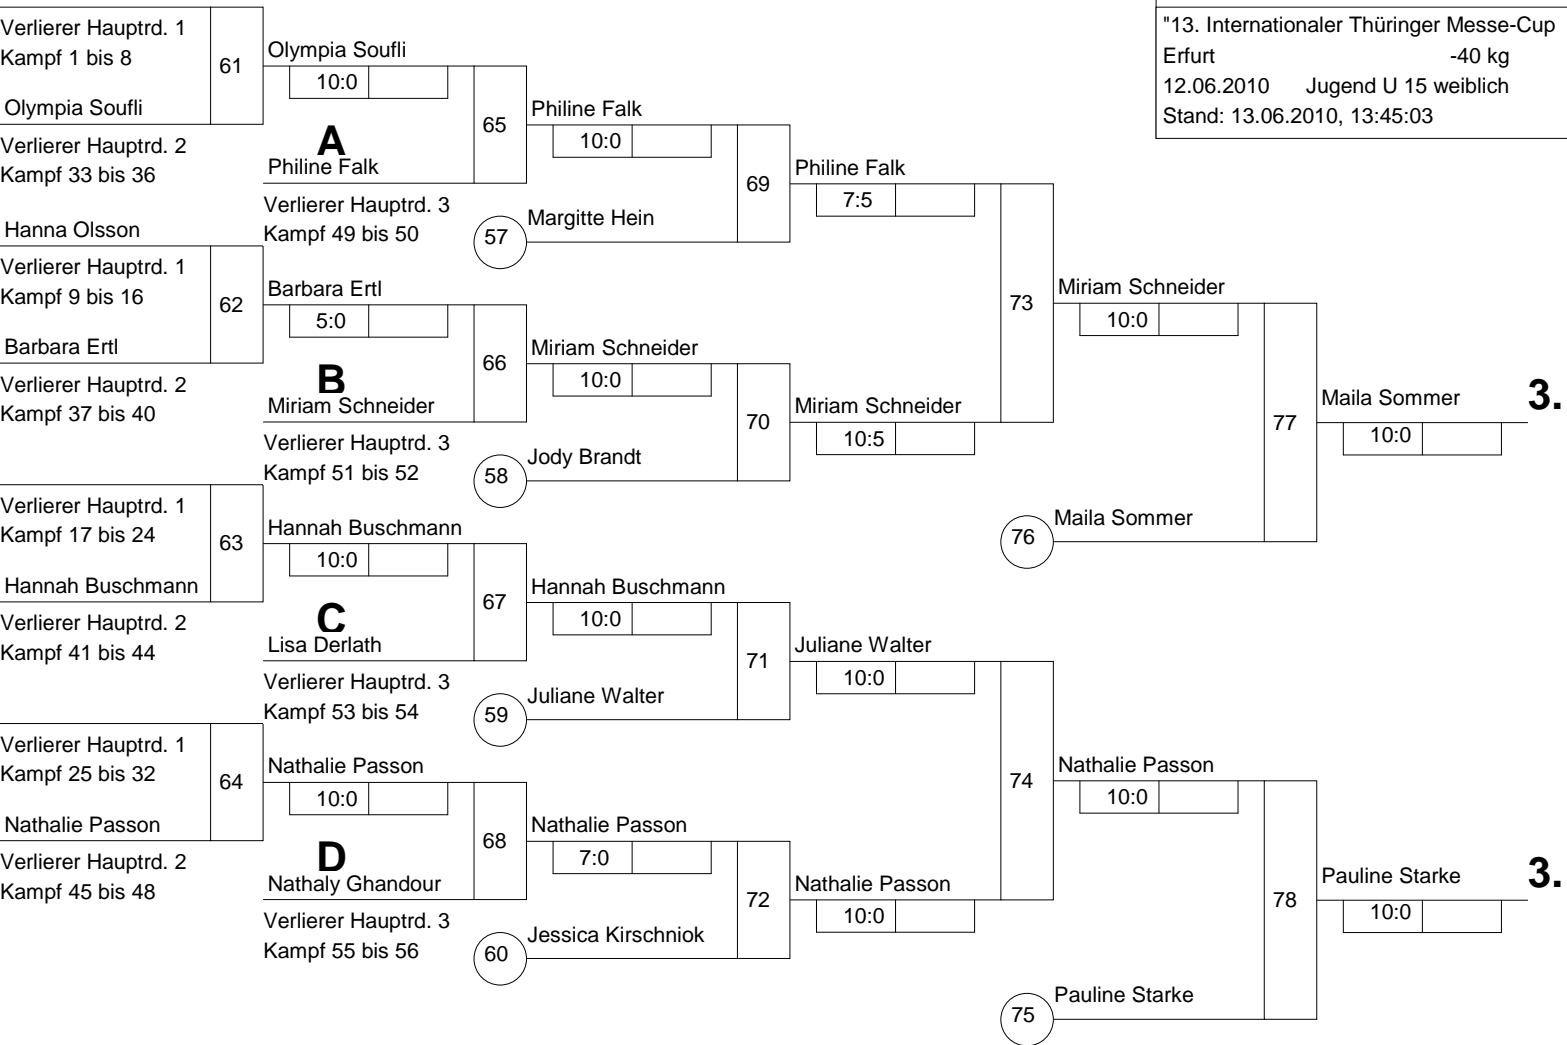 "13. Internationaler Thüringer Messe-Cup
Erfurt -40 kg
12.06.2010 Jugend U 15 weiblich
Stand: 13.06.2010, 13:45:03
Verlierer Hauptrd. 1
Kampf 1 bis 8
61
Olympia Soufli
Verlierer Hauptrd. 2
Kampf 33 bis 36
Hanna Olsson
Verlierer Hauptrd. 1
Kampf 9 bis 16
62
Barbara Ertl
Verlierer Hauptrd. 2
Kampf 37 bis 40
Verlierer Hauptrd. 1
Kampf 17 bis 24
63
Hannah Buschmann
Verlierer Hauptrd. 2
Kampf 41 bis 44
Verlierer Hauptrd. 1
Kampf 25 bis 32
64
Nathalie Passon
Verlierer Hauptrd. 2
Kampf 45 bis 48
Olympia Soufli
10:0
A
65
Philine Falk
Verlierer Hauptrd. 3
Kampf 49 bis 50
Barbara Ertl
5:0
B
66
Miriam Schneider
Verlierer Hauptrd. 3
Kampf 51 bis 52
Hannah Buschmann
10:0
C
67
Lisa Derlath
Verlierer Hauptrd. 3
Kampf 53 bis 54
Nathalie Passon
10:0
D
68
Nathaly Ghandour
Verlierer Hauptrd. 3
Kampf 55 bis 56
Philine Falk
10:0
69
57
Margitte Hein
Miriam Schneider
10:0
70
58
Jody Brandt
Hannah Buschmann
10:0
71
59
Juliane Walter
Nathalie Passon
7:0
72
60
Jessica Kirschniok
Philine Falk
7:5
73
Miriam Schneider
10:5
Juliane Walter
10:0
74
Nathalie Passon
10:0
Miriam Schneider
10:0
77
76
Maila Sommer
Nathalie Passon
10:0
78
75
Pauline Starke
Maila Sommer
3.
10:0
Pauline Starke
3.
10:0